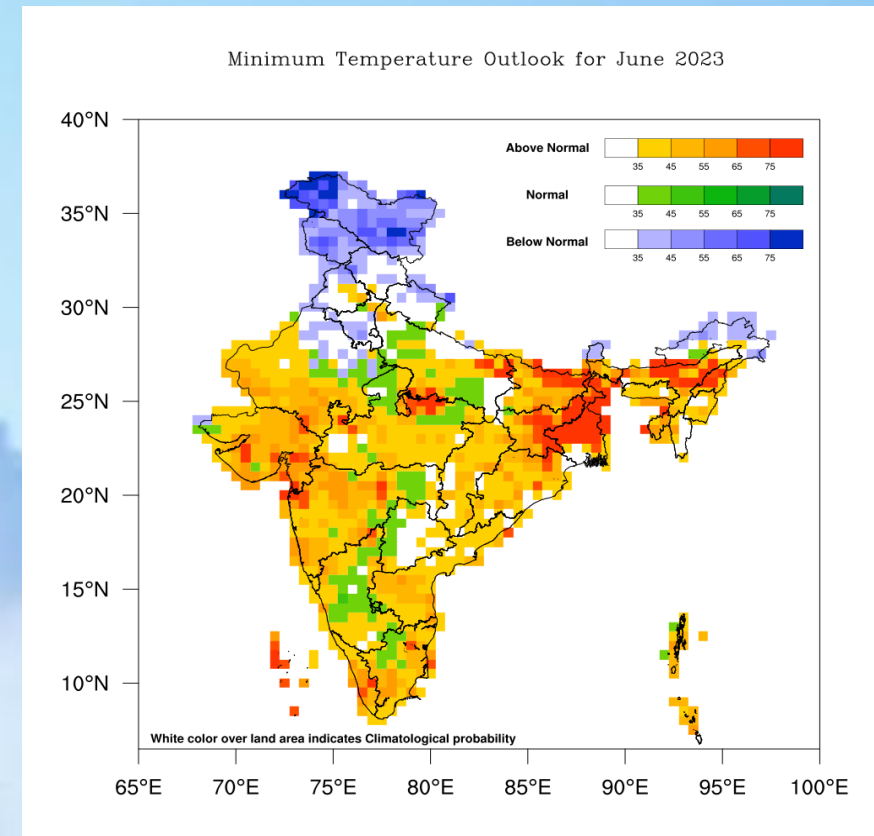 Minimum Temperature Outlook for June 2023
40°N
Above Normal
35 45 55 65 75
Normal
35 45 55 65 75
35°N
Below Normal
35 45 55 65 75
30°N
25°N
20°N
15°N
10°N
White color over land area indicates Climatological probability
65°E 70°E 75°E 80°E 85°E 90°E 95°E 100°E